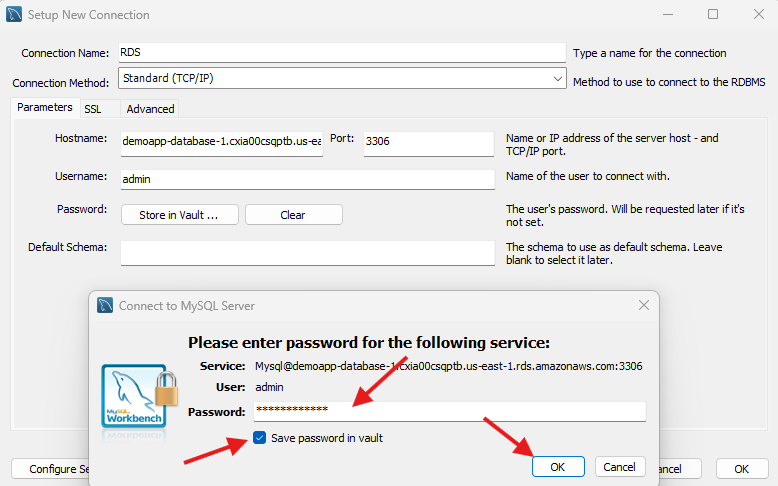 Setup New Connection
Connection Name: RDS Type a name for the connection
Connection Method: Standard (TCP/IP) Method to use to connect to the RDBMS
Parameters SSL Advanced
Hostname: demoapp-database-1.cxia00csqptb.us-ea Port: 3306 Name or IP address of the server host - and
TCP/IP port.
Username: admin Name of the user to connect with.
Password: Store in Vault ... Clear The user's password. Will be requested later if it's
not set.
Default Schema: The schema to use as default schema. Leave
blank to select it later.
Connect to MySQL Server
Please enter password for the following service:
Service: Mysql@demoapp-database-1.cxia00csqptb.us-east-1.rds.amazonaws.com:3306
User: admin
Password: ************
MySQL
Workbench
Save password in vault
OK Cancel
Configure Se ancel OK